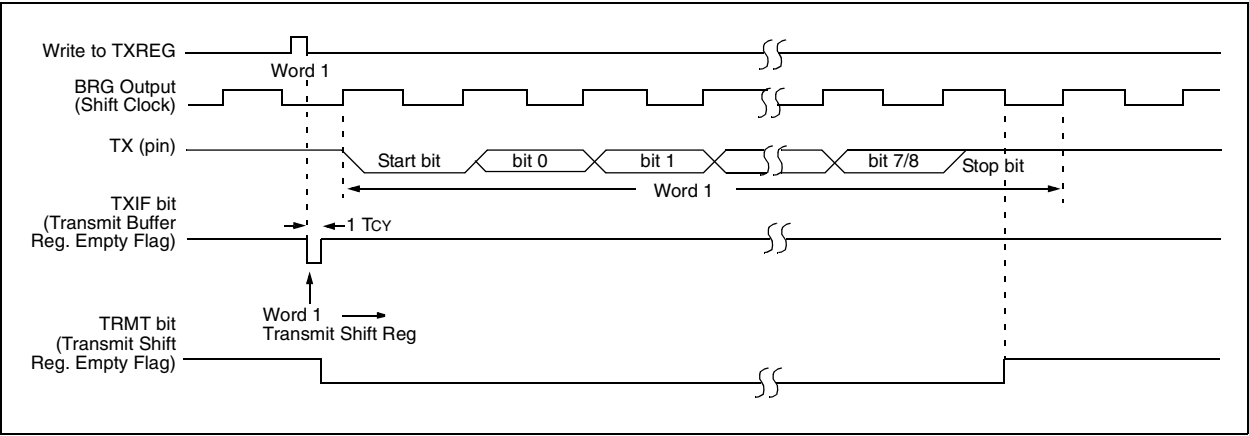 Write to TXREG
Word 1
BRG Output
(Shift Clock)
TX (pin)
Start bit
bit 0
bit 1
bit 7/8
Stop bit
Word 1
TXIF bit
(Transmit Buffer
Reg. Empty Flag)
1 TCY
Word 1
Transmit Shift Reg
TRMT bit
(Transmit Shift
Reg. Empty Flag)